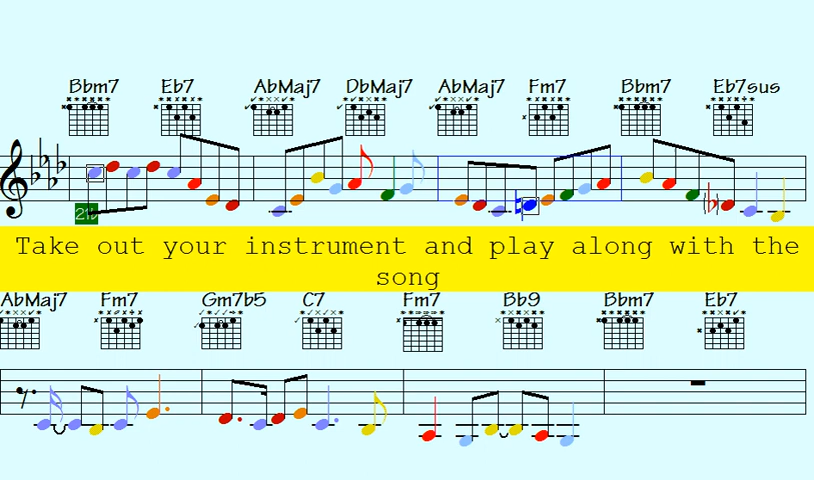 Bbm7 Eb7 AbMaj7 DbMaj7 AbMaj7 Fm7 Bbm7 Eb7sus
21
Take out your instrument and play along with the
song
AbMaj7 Fm7 Gm7b5 C7 Fm7 Bb9 Bbm7 Eb7